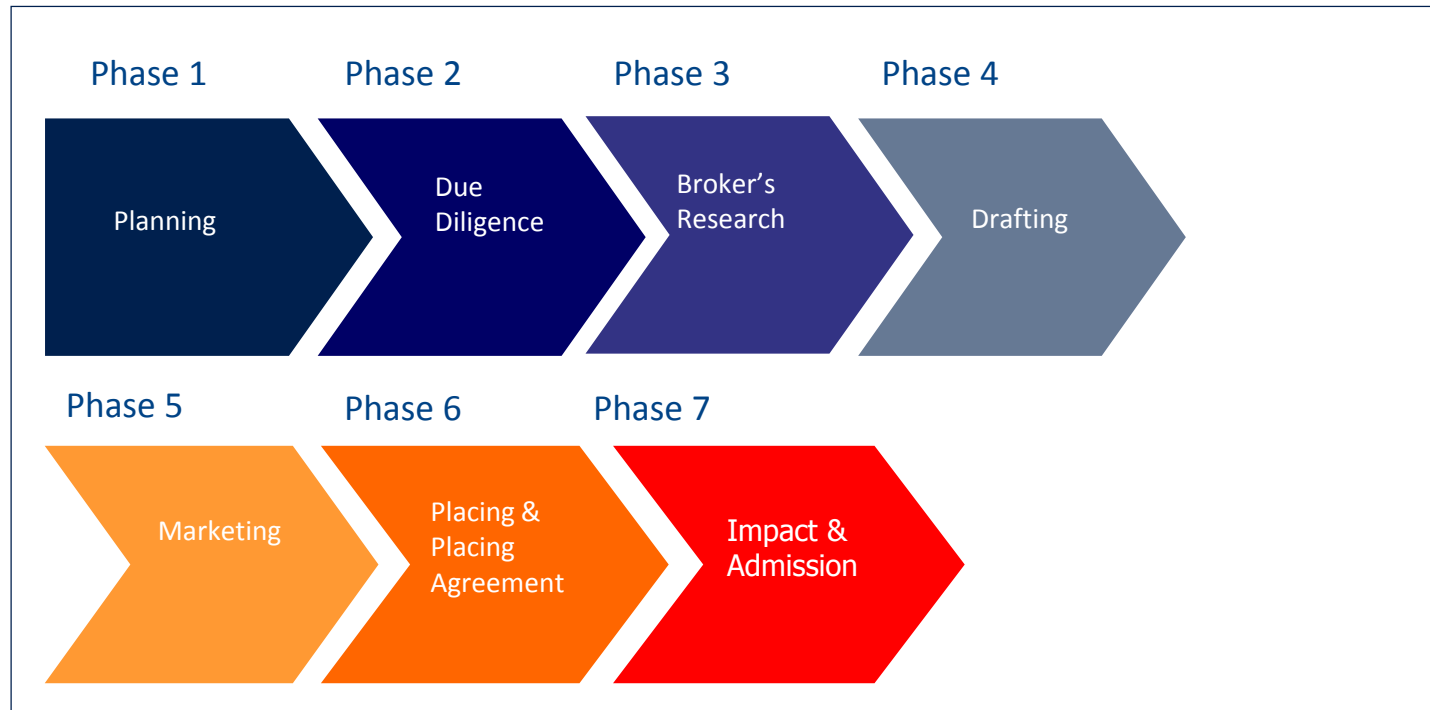 Phase 1
Phase 2
Phase 3
Phase 4
Planning
Due
Diligence
Broker’s
Research
Drafting
Phase 5
Phase 6
Phase 7
Marketing
Placing &
Placing
Agreement
Impact &
Admission